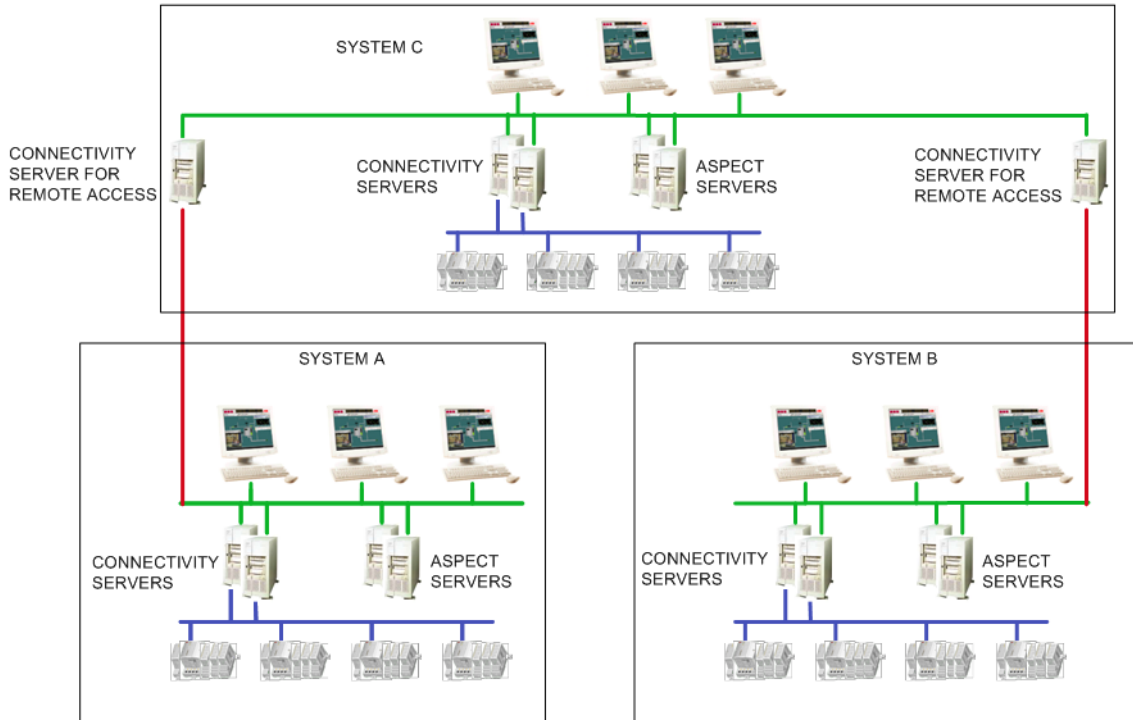 SYSTEM C
CONNECTIVITY
SERVER FOR
REMOTE ACCESS
CONNECTIVITY
SERVERS
ASPECT
SERVERS
CONNECTIVITY
SERVER FOR
REMOTE ACCESS
SYSTEM A
CONNECTIVITY
SERVERS
ASPECT
SERVERS
SYSTEM B
CONNECTIVITY
SERVERS
ASPECT
SERVERS